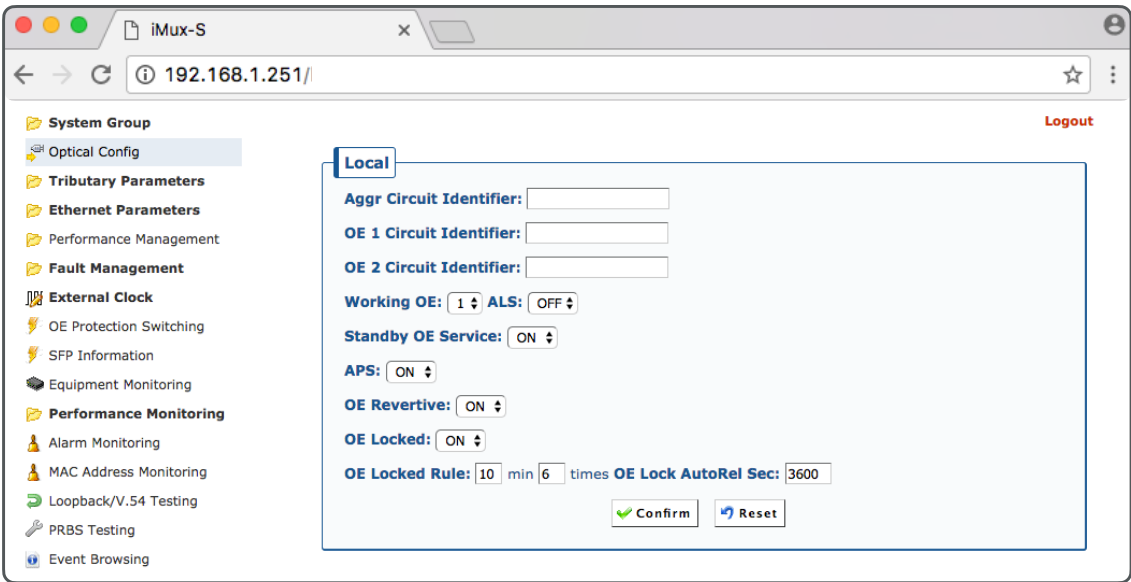 iMux-S
192.168.1.251/
System Group
Optical Config
Tributary Parameters
Ethernet Parameters
Performance Management
Fault Management
External Clock
OE Protection Switching
SFP Information
Equipment Monitoring
Performance Monitoring
Alarm Monitoring
MAC Address Monitoring
Loopback/V.54 Testing
PRBS Testing
Event Browsing
Logout
Local
Aggr Circuit Identifier:
OE 1 Circuit Identifier:
OE 2 Circuit Identifier:
Working OE: 1 ALS: OFF
Standby OE Service: ON
APS: ON
OE Revertive: ON
OE Locked: ON
OE Locked Rule: 10 min 6 times OE Lock AutoRel Sec: 3600
Confirm Reset